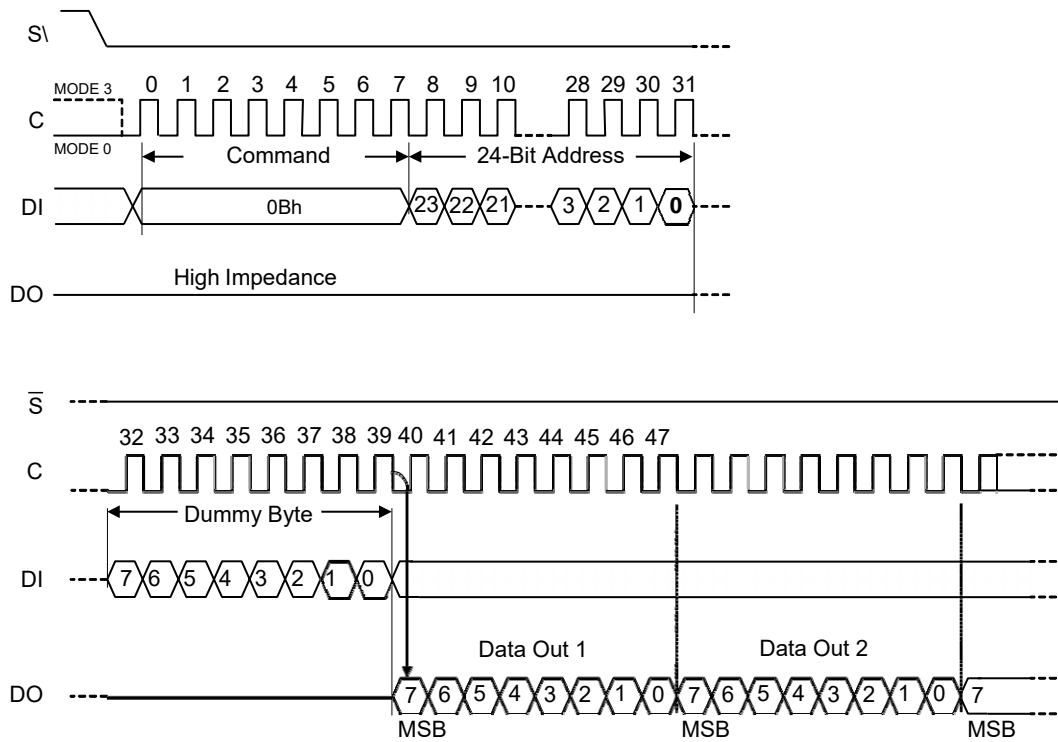 S\
MODE 3
0 1 2 3 4 5 6 7 8 9 10 28 29 30 31
C
MODE 0
Command 24-Bit Address
DI 0Bh 23 22 21 3 2 1 0
High Impedance
DO
S
32 33 34 35 36 37 38 39 40 41 42 43 44 45 46 47
C
Dummy Byte
DI 7 6 5 4 3 2 1 0
Data Out 1 Data Out 2
DO 7 6 5 4 3 2 1 0 7 6 5 4 3 2 1 0 7
MSB MSB MSB